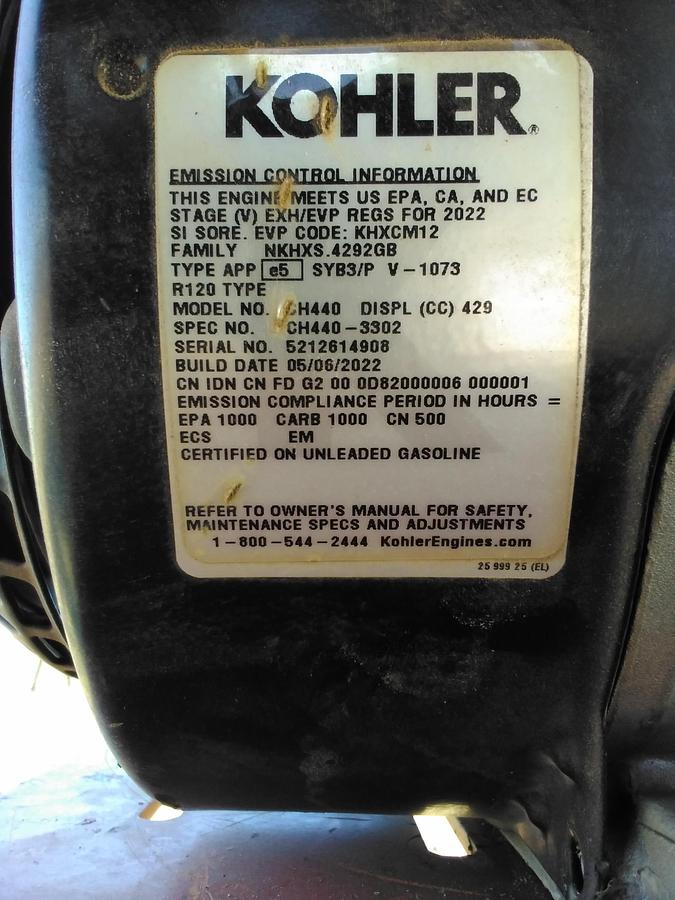 KOHLER®
EMISSION CONTROL INFORMATION
THIS ENGINE MEETS US EPA, CA, AND EC
STAGE (V) EXH/EVP REGS FOR 2022
SI SORE. EVP CODE: KHXCM12
FAMILY NKHXS.4292GB
TYPE APP e5 SYB3/P V-1073
R120 TYPE
MODEL NO. CH440 DISPL (CC) 429
SPEC NO. CH440-3302
SERIAL NO. 5212614908
BUILD DATE 05/06/2022
CN IDN CN FD G2 00 0D82000006 000001
EMISSION COMPLIANCE PERIOD IN HOURS =
EPA 1000 CARB 1000 CN 500
ECS EM
CERTIFIED ON UNLEADED GASOLINE
REFER TO OWNER'S MANUAL FOR SAFETY,
MAINTENANCE SPECS AND ADJUSTMENTS
1-800-544-2444 KohlerEngines.com
25 999 25 (EL)